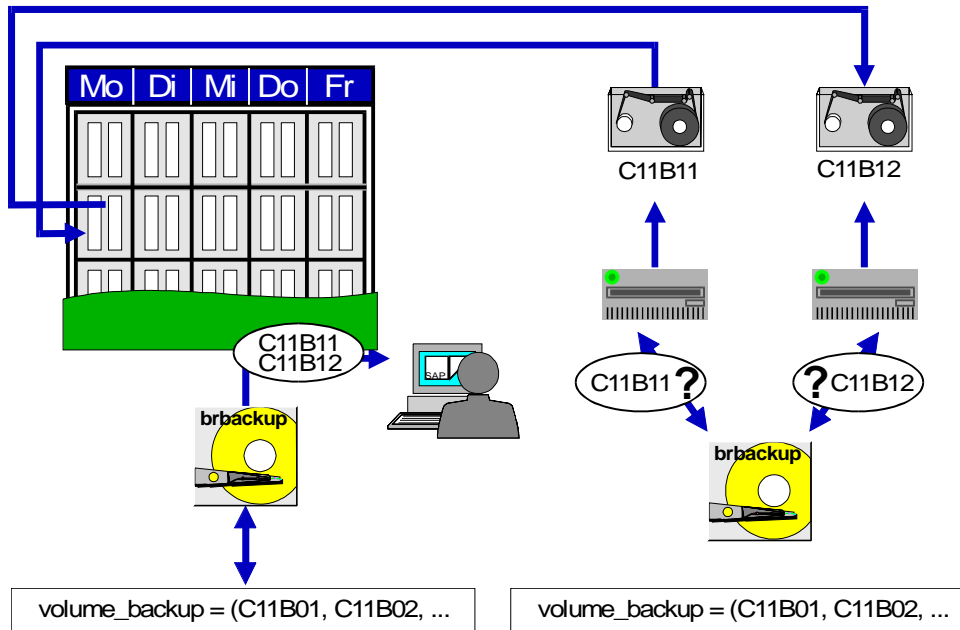 Mo Di Mi Do Fr
C11B11
C11B12
C11B11
C11B12
SAP
C11B11 ?
? C11B12
brbackup
brbackup
volume_backup = (C11B01, C11B02, ...
volume_backup = (C11B01, C11B02, ...